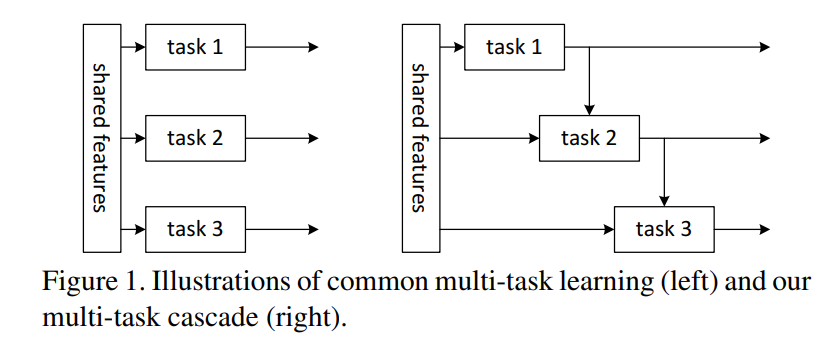 shared features
task 1
task 2
task 3
shared features
task 1
task 2
task 3
Figure 1. Illustrations of common multi-task learning (left) and our
multi-task cascade (right).